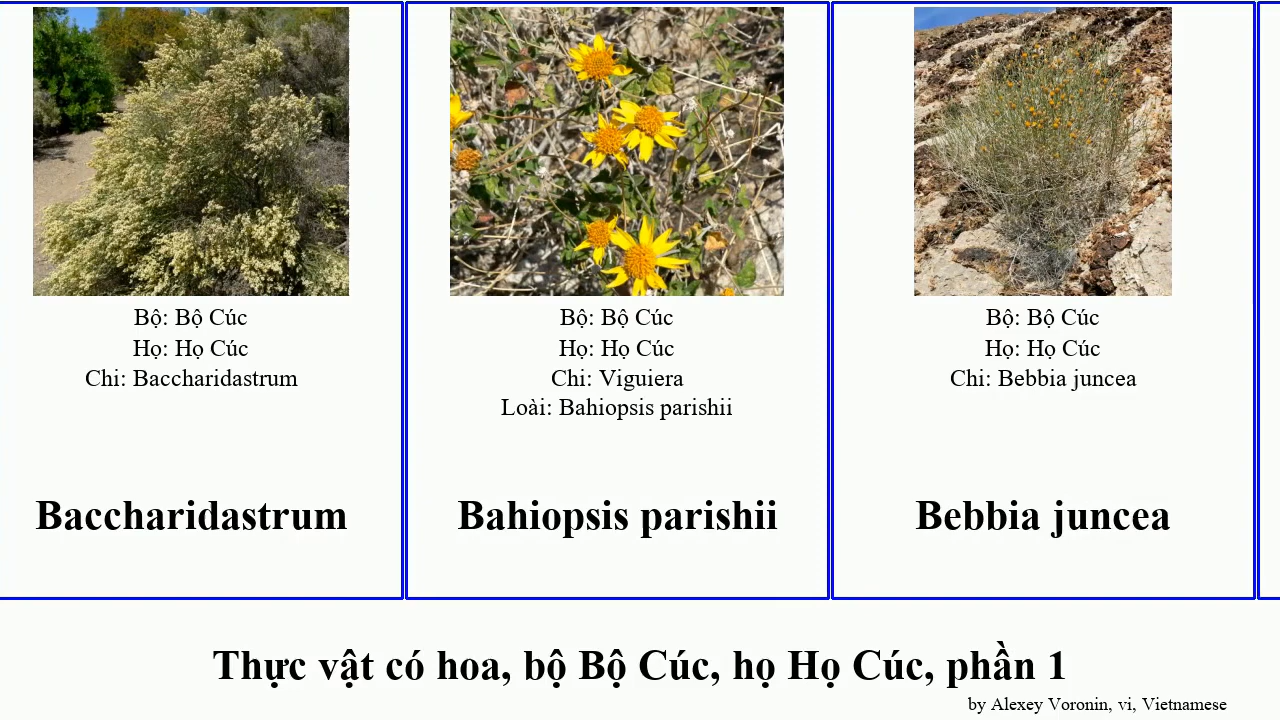 Bộ: Bộ Cúc
Họ: Họ Cúc
Chi: Baccharidastrum
Baccharidastrum
Bộ: Bộ Cúc
Họ: Họ Cúc
Chi: Viguiera
Loài: Bahiopsis parishii
Bahiopsis parishii
Bộ: Bộ Cúc
Họ: Họ Cúc
Chi: Bebbia juncea
Bebbia juncea
Thực vật có hoa, bộ Bộ Cúc, họ Họ Cúc, phần 1
by Alexey Voronin, vi, Vietnamese